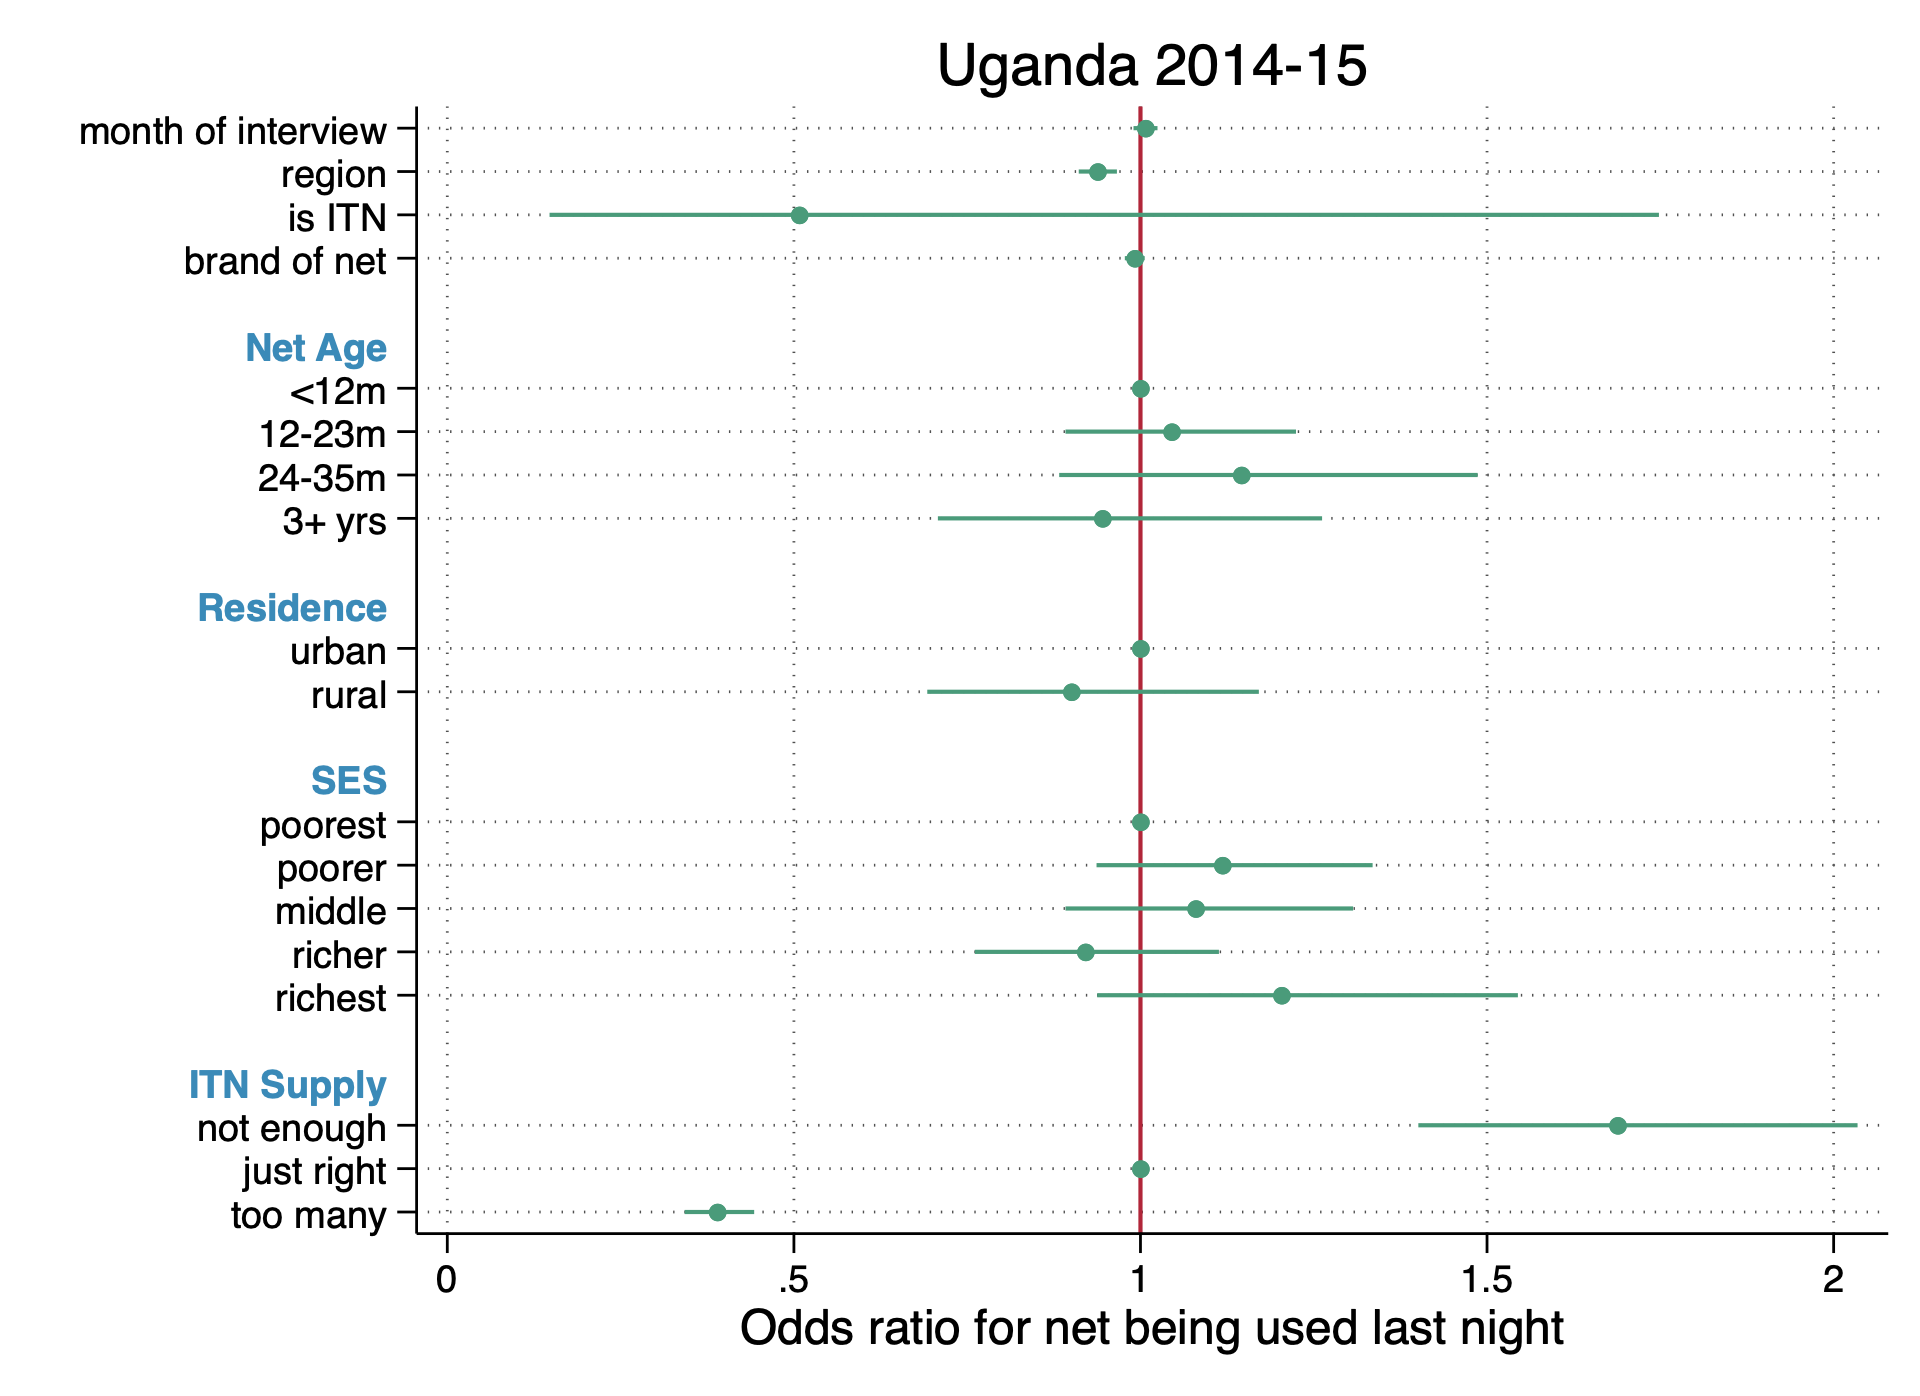 Uganda 2014-15
month of interview
region
is ITN
brand of net
Net Age
<12m
12-23m
24-35m
3+ yrs
Residence
urban
rural
SES
poorest
poorer
middle
richer
richest
ITN Supply
not enough
just right
too many
0 .5 1 1.5 2
Odds ratio for net being used last night